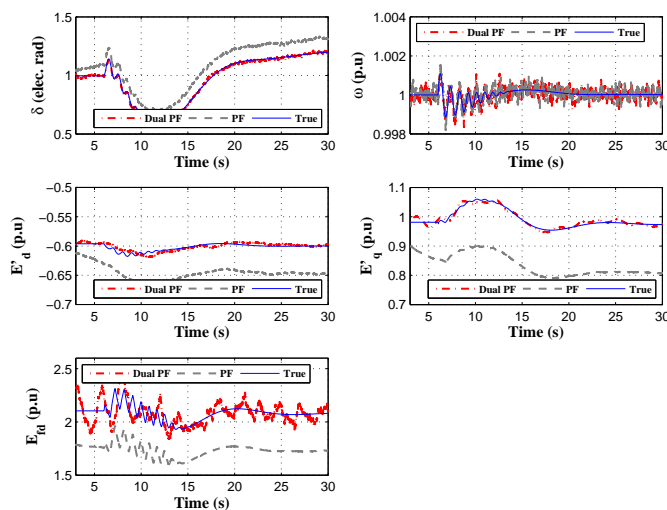 1.5
1
0.5
δ (elec. rad)
Dual PF PF True
5 10 15 20 25 30
Time (s)
1.004
1.002
1
0.998
ω (p.u)
Dual PF PF True
5 10 15 20 25 30
Time (s)
−0.5
−0.55
−0.6
−0.65
−0.7
E'd (p.u)
Dual PF PF True
5 10 15 20 25 30
Time (s)
1.1
1
0.9
0.8
0.7
E'q (p.u)
Dual PF PF True
5 10 15 20 25 30
Time (s)
2.5
2
1.5
Efd (p.u)
Dual PF PF True
5 10 15 20 25 30
Time (s)